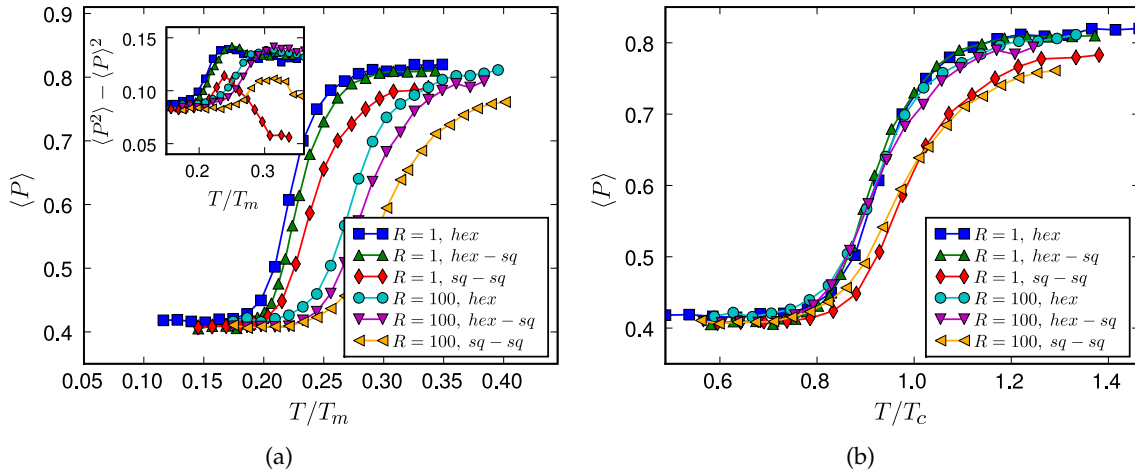 0.9
0.8
0.7
0.6
0.5
0.4
⟨P⟩
0.05 0.10 0.15 0.20 0.25 0.30 0.35 0.40
T/T_m
0.15
0.10
0.05
⟨P²⟩ − ⟨P⟩²
0.2 0.3
T/T_m
R = 1, hex
R = 1, hex − sq
R = 1, sq − sq
R = 100, hex
R = 100, hex − sq
R = 100, sq − sq
(a)
0.8
0.7
0.6
0.5
0.4
⟨P⟩
0.6 0.8 1.0 1.2 1.4
T/T_c
R = 1, hex
R = 1, hex − sq
R = 1, sq − sq
R = 100, hex
R = 100, hex − sq
R = 100, sq − sq
(b)